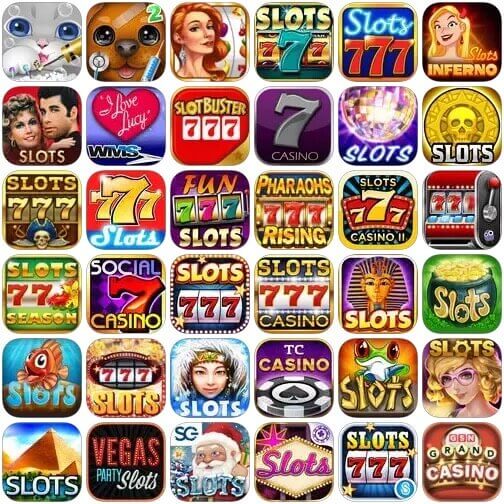 2
SLOTS
777
Slots
777
Slots
INFERNO
SLOTS
I Love
Lucy
WMS
SLOTBUSTER
777
7
CASINO
SLOTS
SLOTS
SLOTS
777
777
Slots
FUN
777
SLOTS
PHARAOHS
777
RISING
SLOTS
777
CASINO II
SLOTS
777
SEASON
SOCIAL
7
CASINO
SLOTS
777
SLOTS
777
CASINO
SLOTS
Slots
SLOTS
777
SLOTS
SLOTS
TC
CASINO
SLOTS
SLOTS
SLOTS
VEGAS
PARTY Slots
SG
Slots
SLOTS
777
GSN
GRAND
CASINO